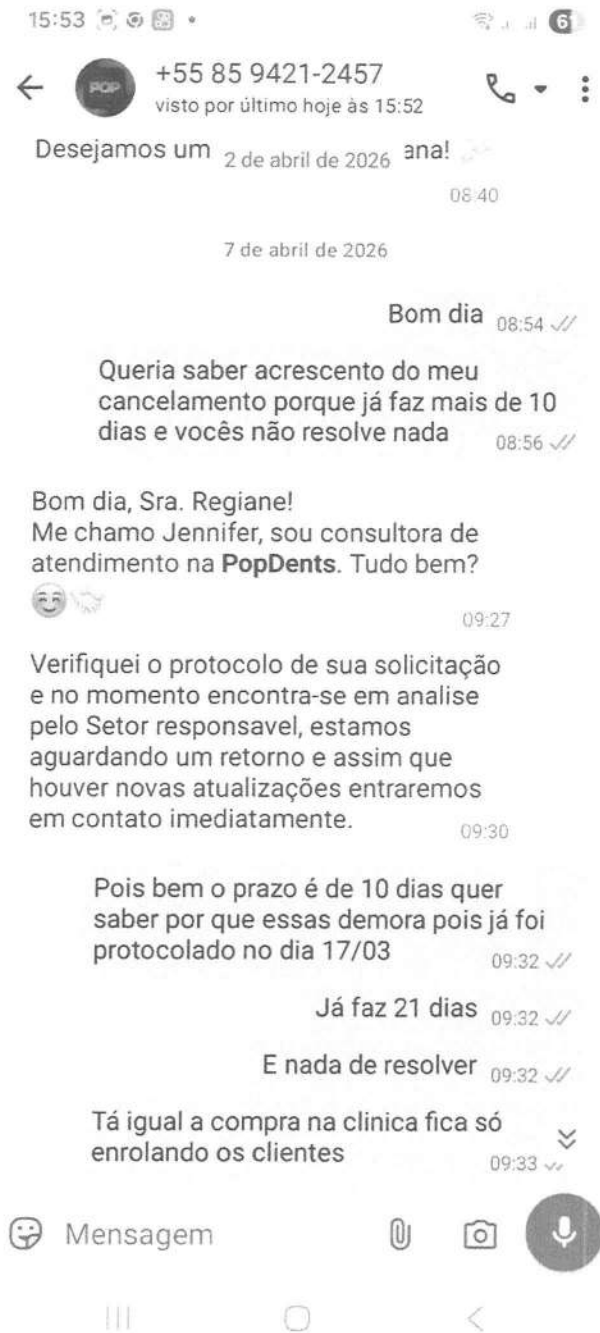 15:53
61
POP
+55 85 9421-2457
visto por último hoje às 15:52
Desejamos um ana!
2 de abril de 2026
08:40
7 de abril de 2026
Bom dia 08:54
Queria saber acrescento do meu
cancelamento porque já faz mais de 10
dias e vocês não resolve nada 08:56
Bom dia, Sra. Regiane!
Me chamo Jennifer, sou consultora de
atendimento na PopDents. Tudo bem?
09:27
Verifiquei o protocolo de sua solicitação
e no momento encontra-se em analise
pelo Setor responsavel, estamos
aguardando um retorno e assim que
houver novas atualizações entraremos
em contato imediatamente. 09:30
Pois bem o prazo é de 10 dias quer
saber por que essas demora pois já foi
protocolado no dia 17/03 09:32
Já faz 21 dias 09:32
E nada de resolver 09:32
Tá igual a compra na clinica fica só
enrolando os clientes 09:33
Mensagem